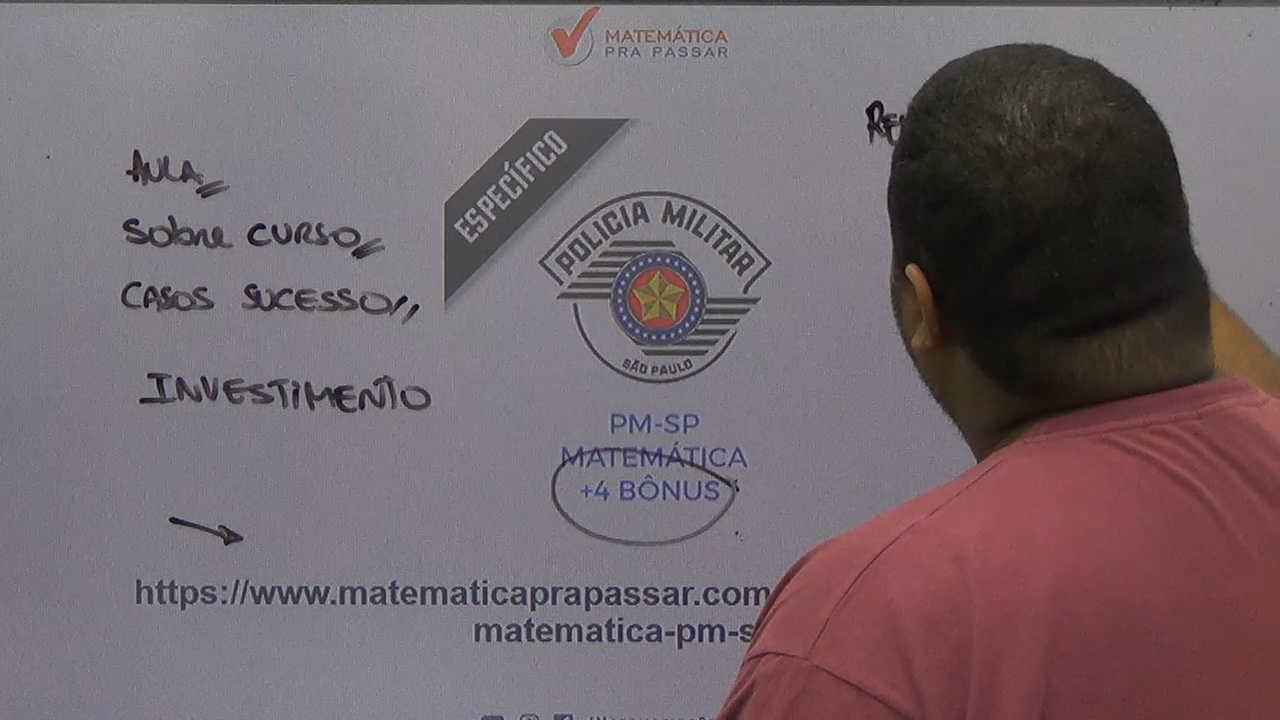 MATEMÁTICA
PRA PASSAR
AULA
SOBRE CURSO
CASOS SUCESSO
INVESTIMENTO
ESPECÍFICO
POLICIA MILITAR
SÃO PAULO
PM-SP
MATEMÁTICA
+4 BÔNUS
https://www.matematicaprapassar.com
matematica-pm-s